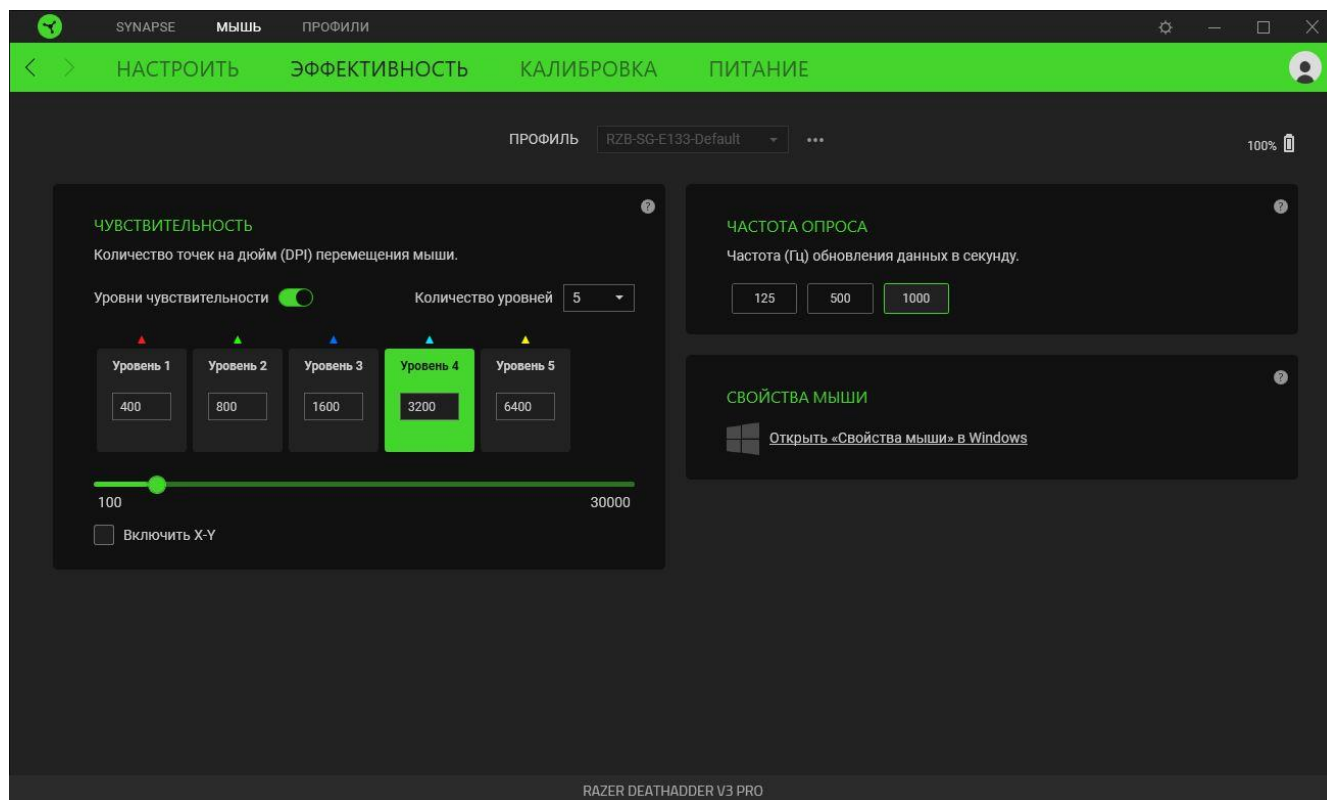 SYNAPSE МЫШЬ ПРОФИЛИ
НАСТРОИТЬ ЭФФЕКТИВНОСТЬ КАЛИБРОВКА ПИТАНИЕ
ПРОФИЛЬ RZB-SG-E133-Default
100%
ЧУВСТВИТЕЛЬНОСТЬ
Количество точек на дюйм (DPI) перемещения мыши.
Уровни чувствительности Количество уровней 5
Уровень 1 Уровень 2 Уровень 3 Уровень 4 Уровень 5
400 800 1600 3200 6400
100 30000
Включить X-Y
ЧАСТОТА ОПРОСА
Частота (Гц) обновления данных в секунду.
125 500 1000
СВОЙСТВА МЫШИ
Открыть «Свойства мыши» в Windows
RAZER DEATHADDER V3 PRO